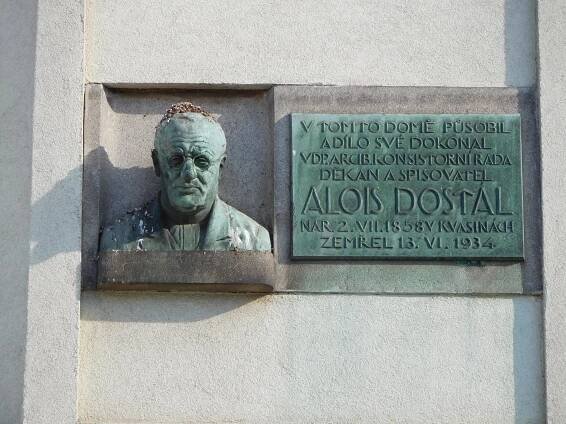 V TOMTO DOMĚ PŮSOBIL
A DÍLO SVÉ DOKONAL
VDP. ARCIB. KONSISTORNÍ RADA
DĚKAN A SPISOVATEL
ALOIS DOSTÁL
NAR. 2. VII. 1858 V KVASINÁCH
ZEMŘEL 13. VI. 1934